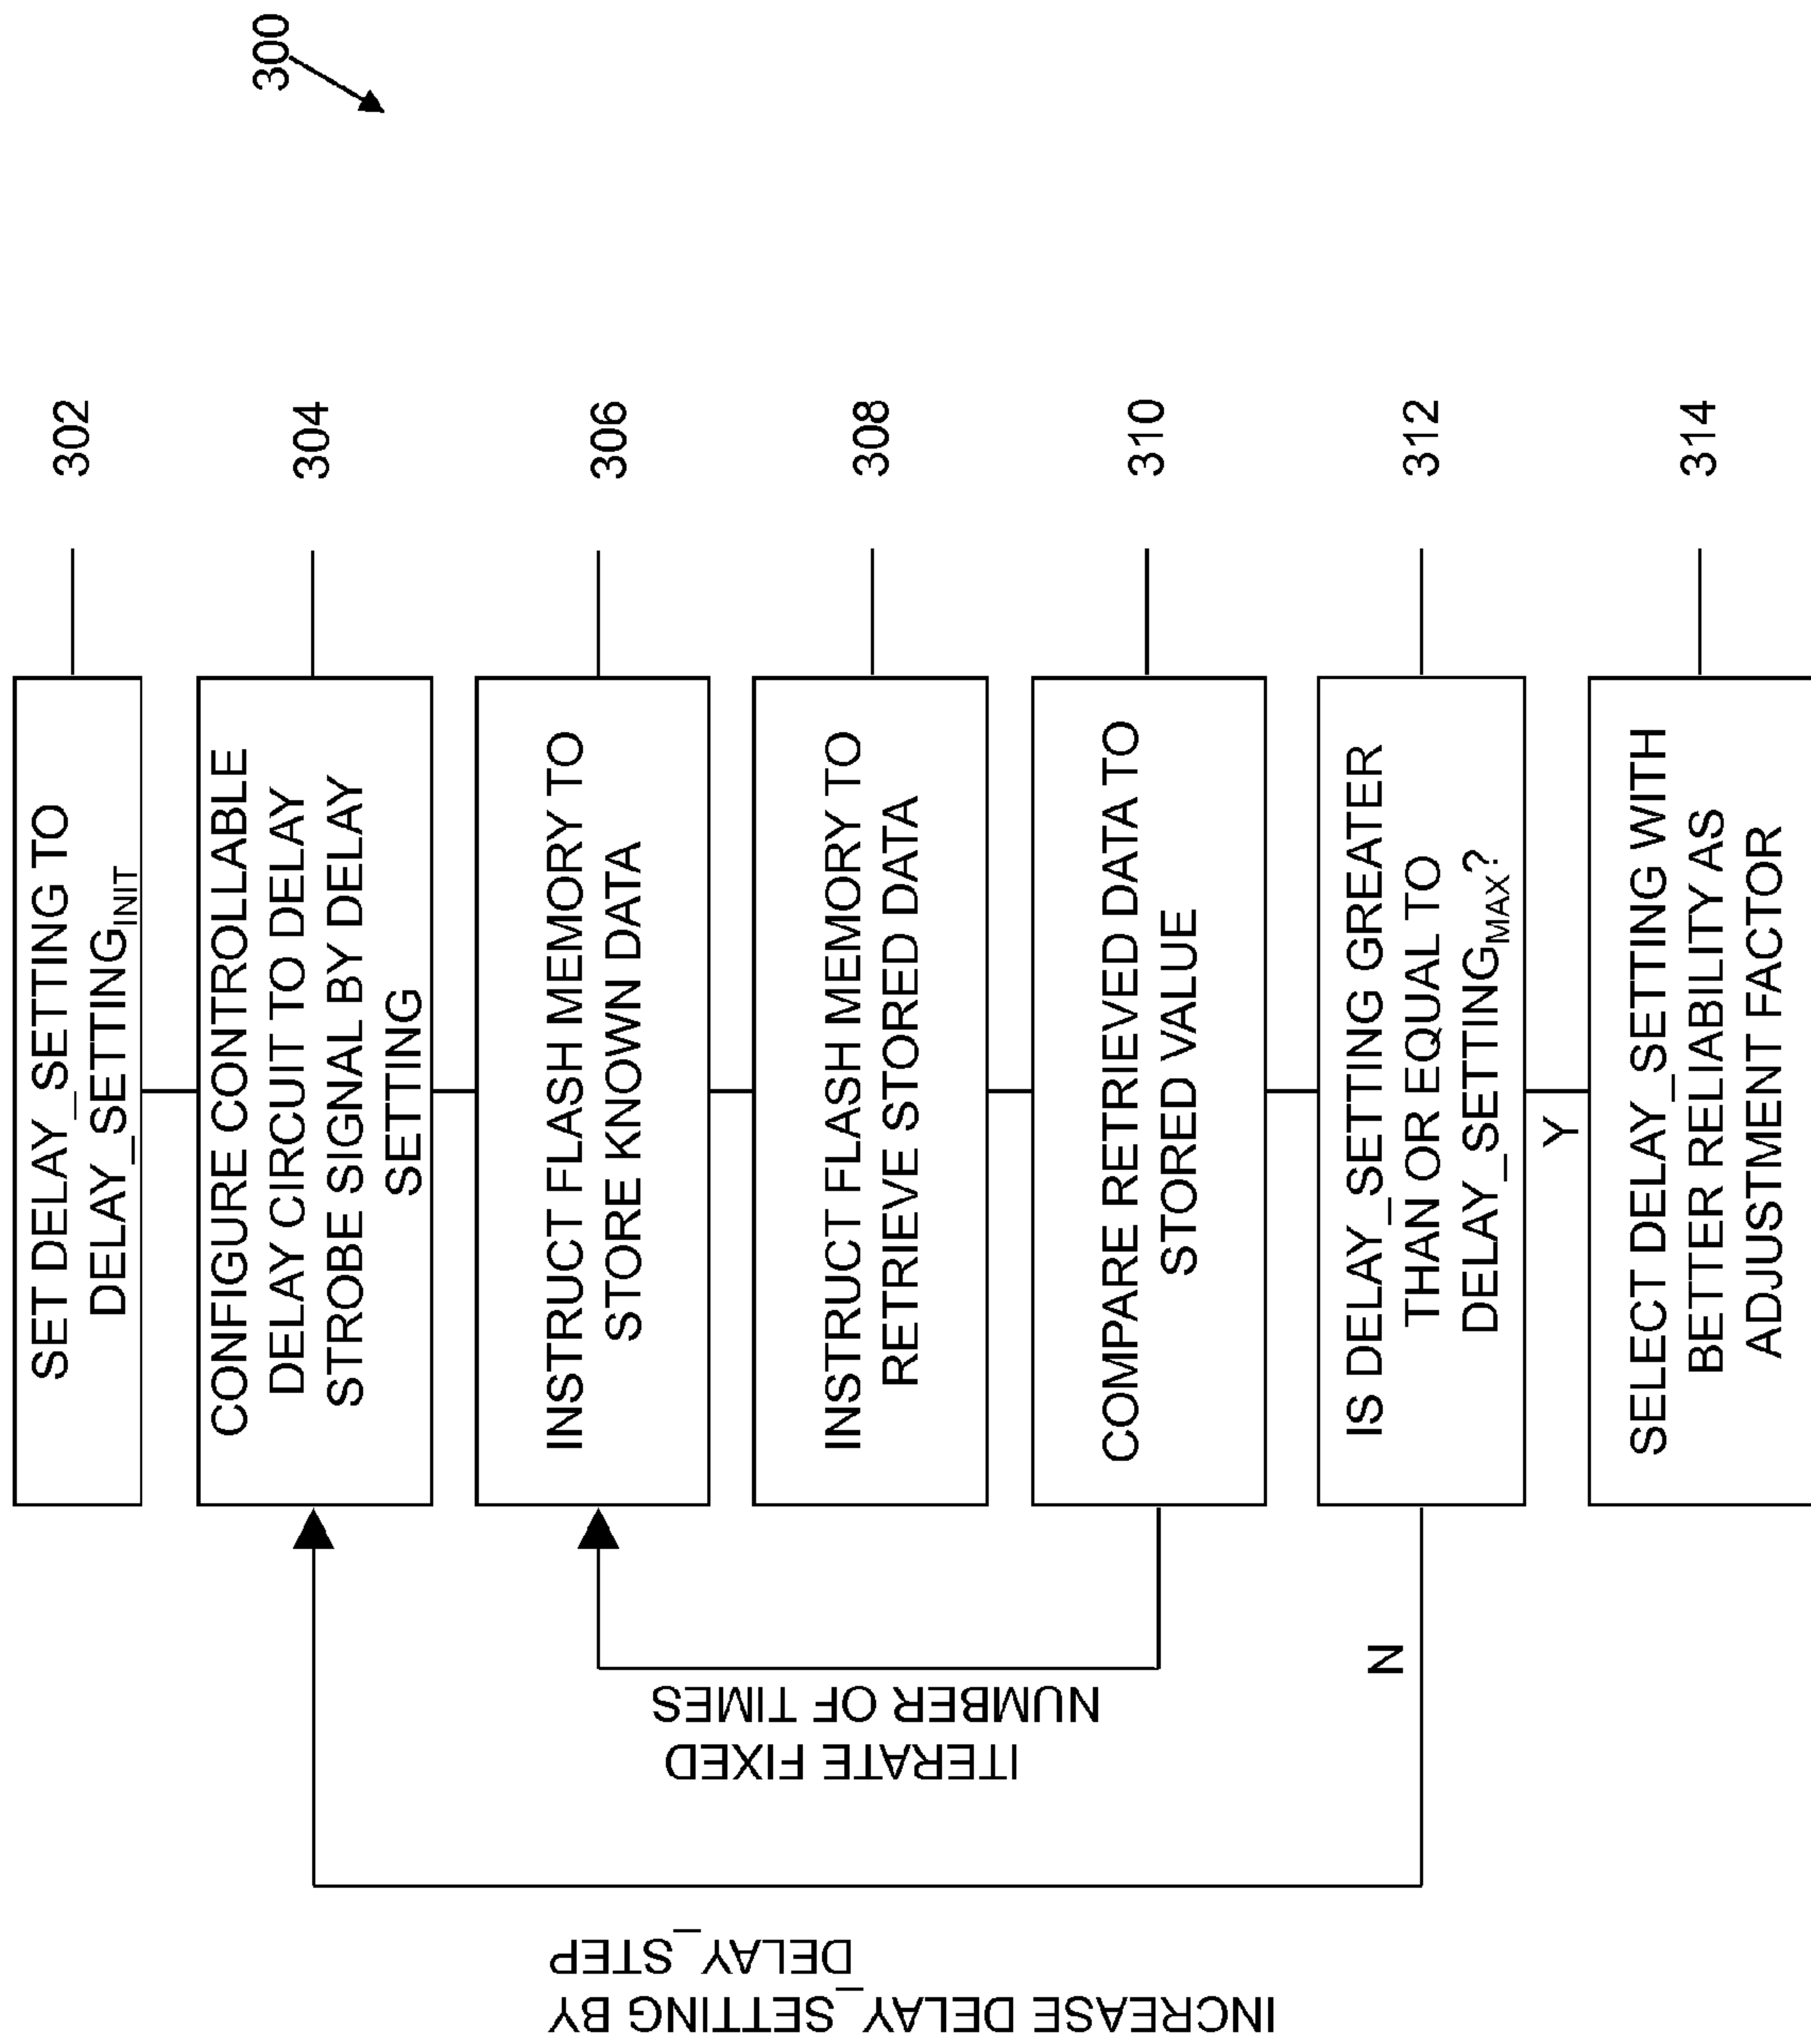 300
SET DELAY_SETTING TO
DELAY_SETTINGINIT
302
CONFIGURE CONTROLLABLE
DELAY CIRCUIT TO DELAY
STROBE SIGNAL BY DELAY
SETTING
304
INSTRUCT FLASH MEMORY TO
STORE KNOWN DATA
306
INSTRUCT FLASH MEMORY TO
RETRIEVE STORED DATA
308
COMPARE RETRIEVED DATA TO
STORED VALUE
310
ITERATE FIXED
NUMBER OF TIMES
IS DELAY_SETTING GREATER
THAN OR EQUAL TO
DELAY_SETTINGMAX?
312
N
INCREASE DELAY_SETTING BY
DELAY_STEP
Y
SELECT DELAY_SETTING WITH
BETTER RELIABILITY AS
ADJUSTMENT FACTOR
314